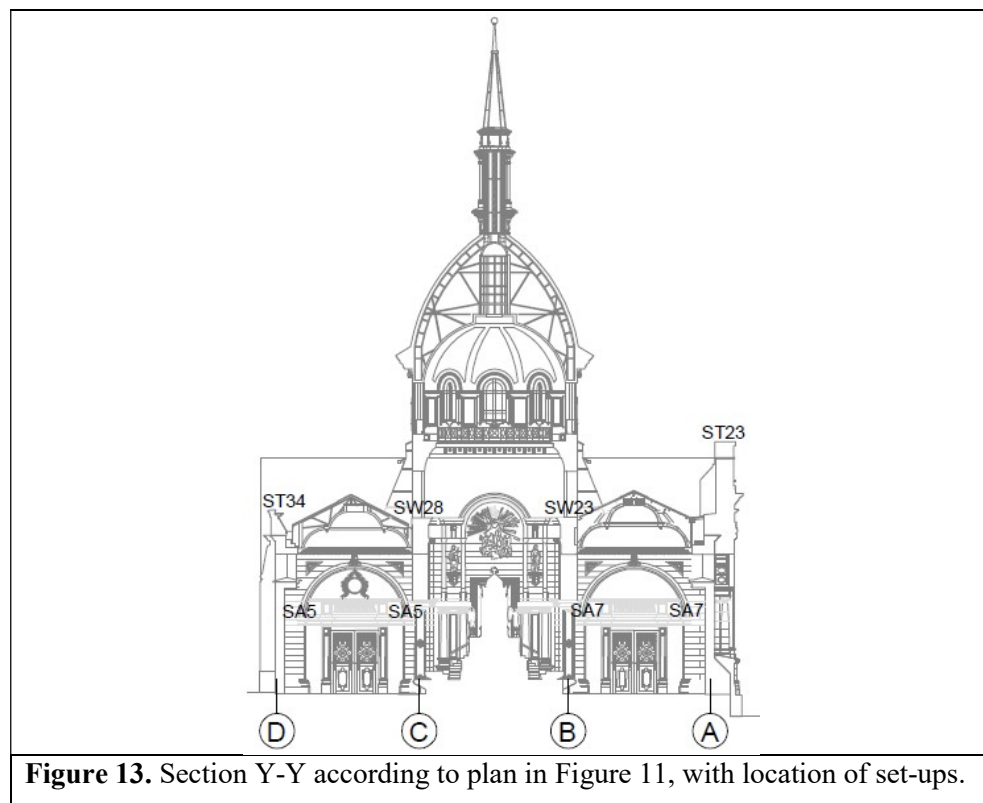 ST23
ST34
SW28 SW23
SA5 SA5 SA7 SA7
D C B A
Figure 13. Section Y-Y according to plan in Figure 11, with location of set-ups.